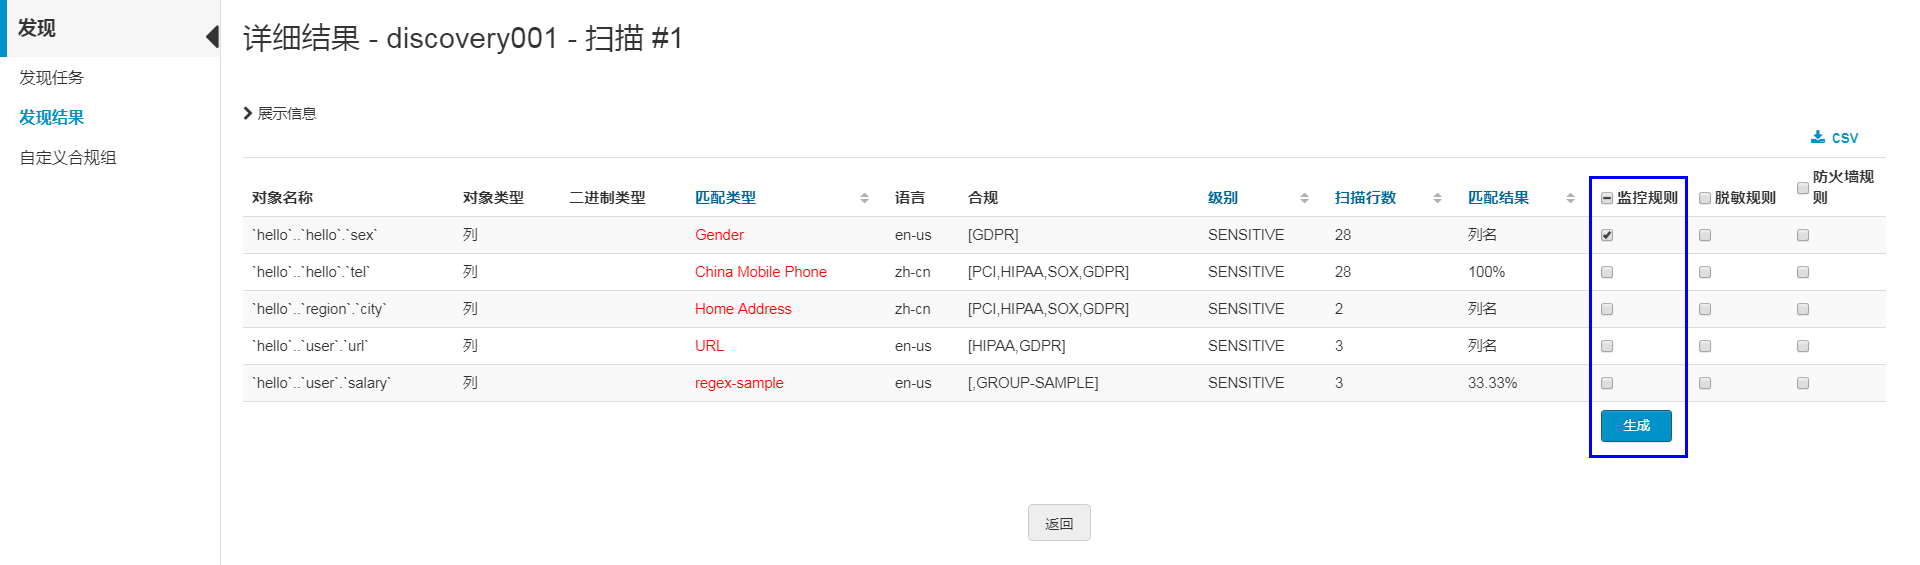 发现
发现任务
发现结果
自定义合规组
详细结果 - discovery001 - 扫描 #1
展示信息
CSV
对象名称 对象类型 二进制类型 匹配类型 语言 合规 级别 扫描行数 匹配结果 监控规则 脱敏规则 防火墙规
则
`hello`..`hello`.`sex` 列 Gender en-us [GDPR] SENSITIVE 28 列名
`hello`..`hello`.`tel` 列 China Mobile Phone zh-cn [PCI,HIPAA,SOX,GDPR] SENSITIVE 28 100%
`hello`..`region`.`city` 列 Home Address zh-cn [PCI,HIPAA,SOX,GDPR] SENSITIVE 2 列名
`hello`..`user`.`url` 列 URL en-us [HIPAA,GDPR] SENSITIVE 3 列名
`hello`..`user`.`salary` 列 regex-sample en-us [,GROUP-SAMPLE] SENSITIVE 3 33.33%
生成
返回